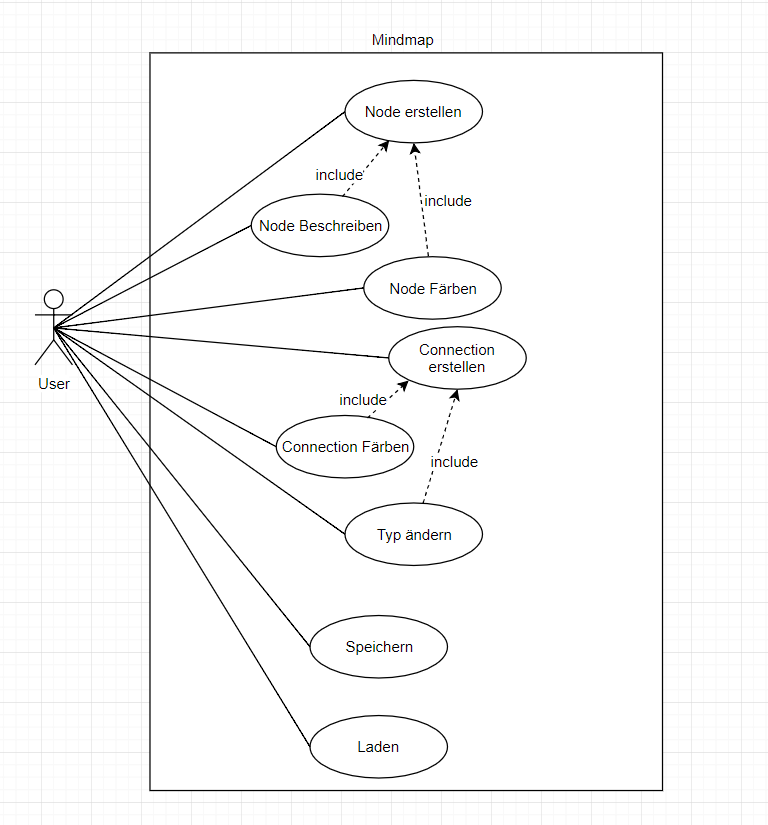 Mindmap
Node erstellen
include
include
Node Beschreiben
Node Färben
User
Connection
erstellen
include
Connection Färben
include
Typ ändern
Speichern
Laden